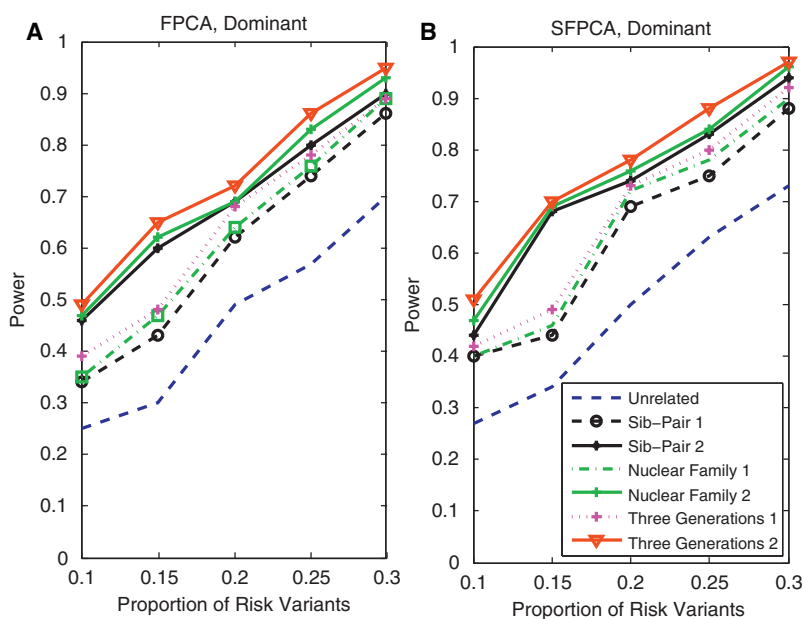 A
FPCA, Dominant
1
0.9
0.8
0.7
0.6
0.5
0.4
0.3
0.2
0.1
0
Power
0.1 0.15 0.2 0.25 0.3
Proportion of Risk Variants
B
SFPCA, Dominant
1
0.9
0.8
0.7
0.6
0.5
0.4
0.3
0.2
0.1
0
Power
0.1 0.15 0.2 0.25 0.3
Proportion of Risk Variants
Unrelated
Sib−Pair 1
Sib−Pair 2
Nuclear Family 1
Nuclear Family 2
Three Generations 1
Three Generations 2